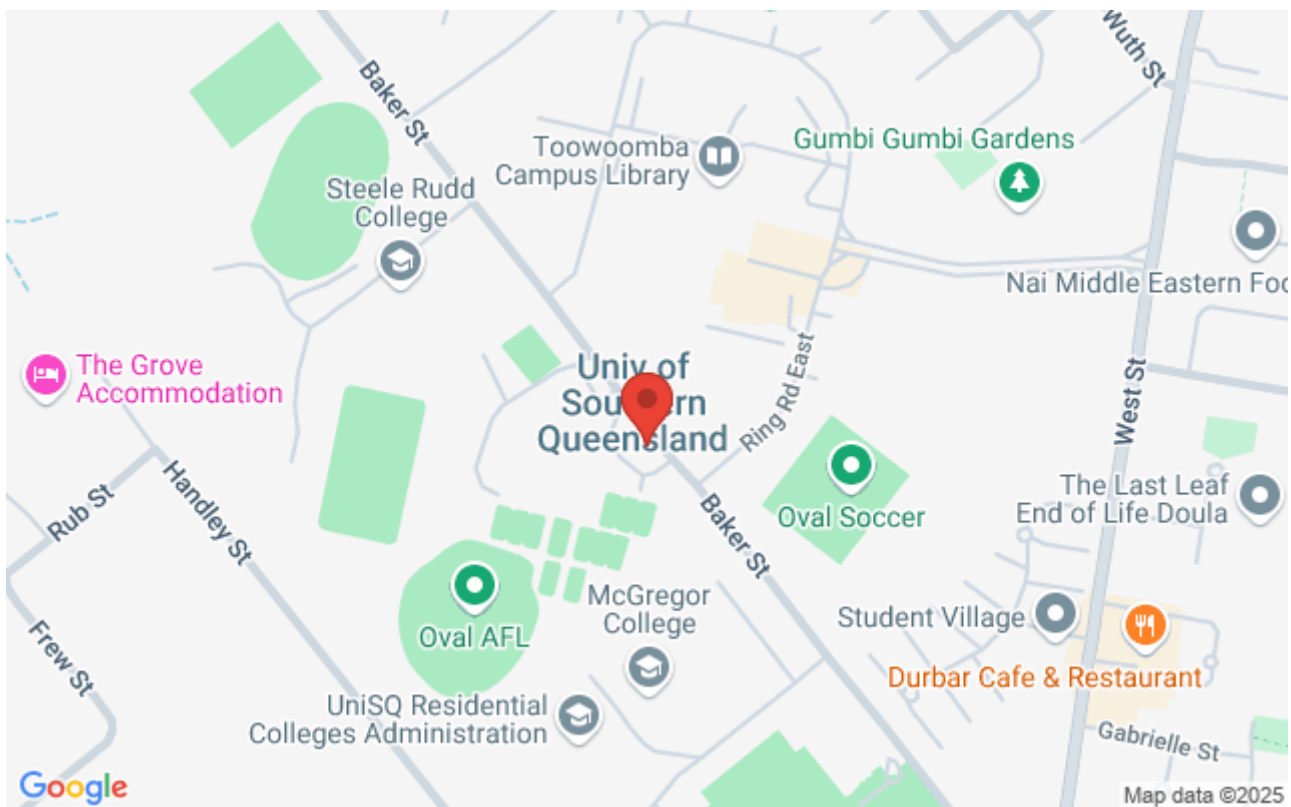 Wuth St
Baker St
Toowoomba
Campus Library
Gumbi Gumbi Gardens
Steele Rudd
College
Nai Middle Eastern Foo
The Grove
Accommodation
Univ of
Southern
Queensland
Ring Rd East
West St
Rub St
Handley St
Baker St
Oval Soccer
The Last Leaf
End of Life Doula
McGregor
College
Oval AFL
Student Village
Frew St
Durbar Cafe & Restaurant
UniSQ Residential
Colleges Administration
Gabrielle St
Google
Map data ©2025